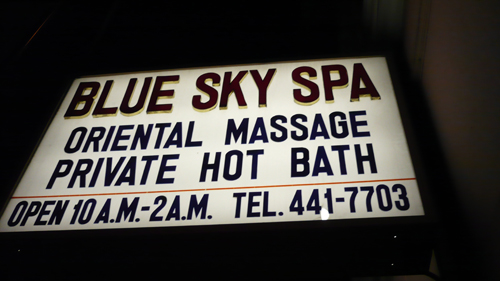 BLUE SKY SPA
ORIENTAL MASSAGE
PRIVATE HOT BATH
OPEN 10 A.M.-2 A.M. TEL. 441-7703